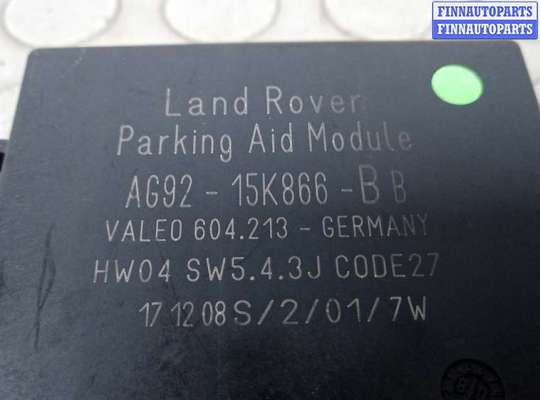 FINNAUTOPARTS
FINNAUTOPARTS
Land Rover
Parking Aid Module
AG92 - 15K866 - B B
VALEO 604.213 - GERMANY
HW04 SW5.4.3J CODE27
17 12 08 S/2/01/7W